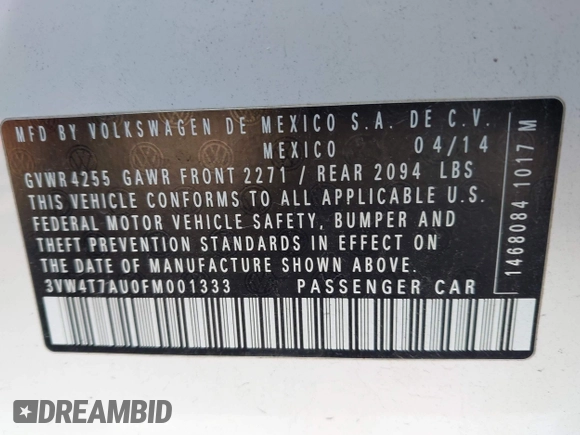 MFD BY VOLKSWAGEN DE MEXICO S.A. DE C.V.
MEXICO 04/14
GVWR 4255 GAWR FRONT 2271 / REAR 2094 LBS
THIS VEHICLE CONFORMS TO ALL APPLICABLE U.S.
FEDERAL MOTOR VEHICLE SAFETY, BUMPER AND
THEFT PREVENTION STANDARDS IN EFFECT ON
THE DATE OF MANUFACTURE SHOWN ABOVE.
3VW4T7AU0FM001333 PASSENGER CAR
1468084 1017 M
DREAMBID